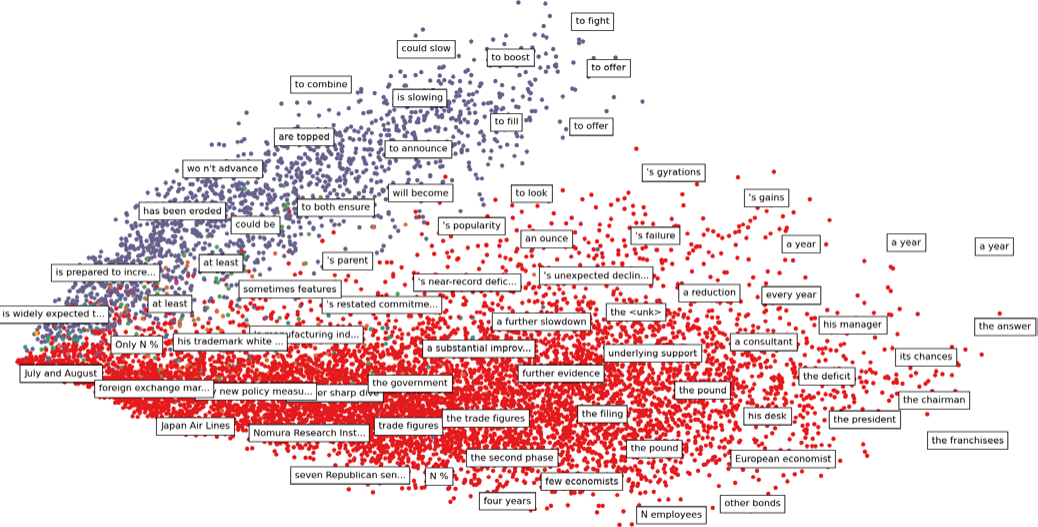 to fight
could slow
to boost
to offer
to combine
is slowing
to fill
to offer
are topped
to announce
wo n't advance
's gyrations
will become
to look
's gains
has been eroded
to both ensure
could be
's popularity
an ounce
's failure
a year
a year
a year
at least
's parent
is prepared to incre...
's near-record defic...
's unexpected declin...
sometimes features
a reduction
every year
at least
's restated commitme...
is widely expected t...
the <unk>
a further slowdown
his manager
the answer
nufacturing ind...
Only N %
his trademark white ...
a consultant
a substantial improv...
underlying support
its chances
July and August
further evidence
the deficit
foreign exchange mar...
new policy measu...
er sharp dive
the government
the pound
the chairman
Japan Air Lines
Nomura Research Inst...
trade figures
the trade figures
the filing
his desk
the president
the franchisees
the pound
the second phase
European economist
seven Republican sen...
N %
few economists
four years
other bonds
N employees